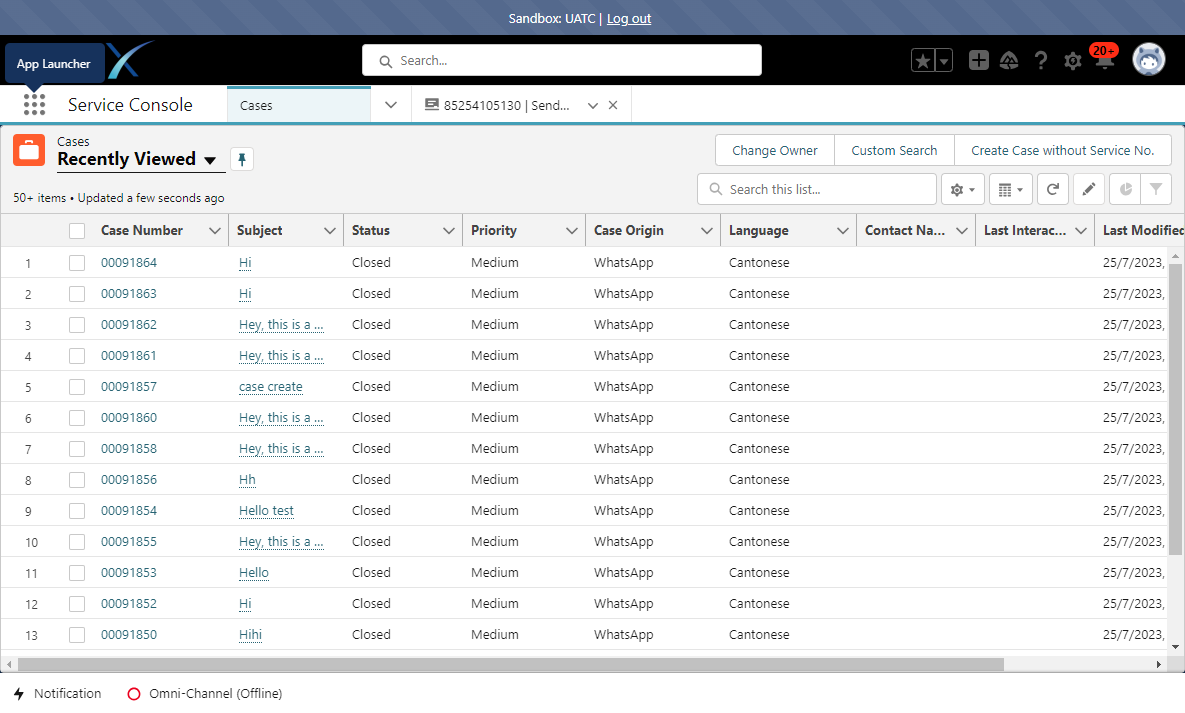 Sandbox: UATC | Log out
App Launcher
Search...
20+
Service Console
Cases
85254105130 | Send...
Cases
Recently Viewed
Change Owner
Custom Search
Create Case without Service No.
50+ items • Updated a few seconds ago
Search this list...
Case Number Subject Status Priority Case Origin Language Contact Na... Last Interac... Last Modified
1 00091864 Hi Closed Medium WhatsApp Cantonese 25/7/2023,
2 00091863 Hi Closed Medium WhatsApp Cantonese 25/7/2023,
3 00091862 Hey, this is a ... Closed Medium WhatsApp Cantonese 25/7/2023,
4 00091861 Hey, this is a ... Closed Medium WhatsApp Cantonese 25/7/2023,
5 00091857 case create Closed Medium WhatsApp Cantonese 25/7/2023,
6 00091860 Hey, this is a ... Closed Medium WhatsApp Cantonese 25/7/2023,
7 00091858 Hey, this is a ... Closed Medium WhatsApp Cantonese 25/7/2023,
8 00091856 Hh Closed Medium WhatsApp Cantonese 25/7/2023,
9 00091854 Hello test Closed Medium WhatsApp Cantonese 25/7/2023,
10 00091855 Hey, this is a ... Closed Medium WhatsApp Cantonese 25/7/2023,
11 00091853 Hello Closed Medium WhatsApp Cantonese 25/7/2023,
12 00091852 Hi Closed Medium WhatsApp Cantonese 25/7/2023,
13 00091850 Hihi Closed Medium WhatsApp Cantonese 25/7/2023,
Notification
Omni-Channel (Offline)